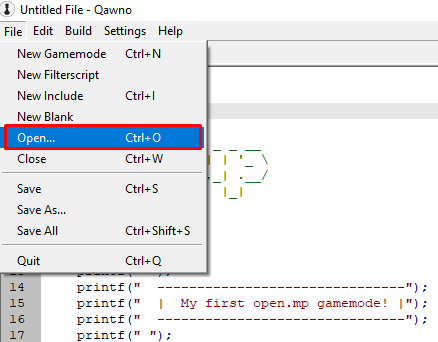 Untitled File - Qawno
File Edit Build Settings Help
New Gamemode Ctrl+N
New Filterscript
New Include Ctrl+I
New Blank
Open... Ctrl+O
Close Ctrl+W
Save Ctrl+S
Save As...
Save All Ctrl+Shift+S
Quit Ctrl+Q
14 printf("  -------------------------------");
15 printf("  |  My first open.mp gamemode! |");
16 printf("  -------------------------------");
17 printf(" ");